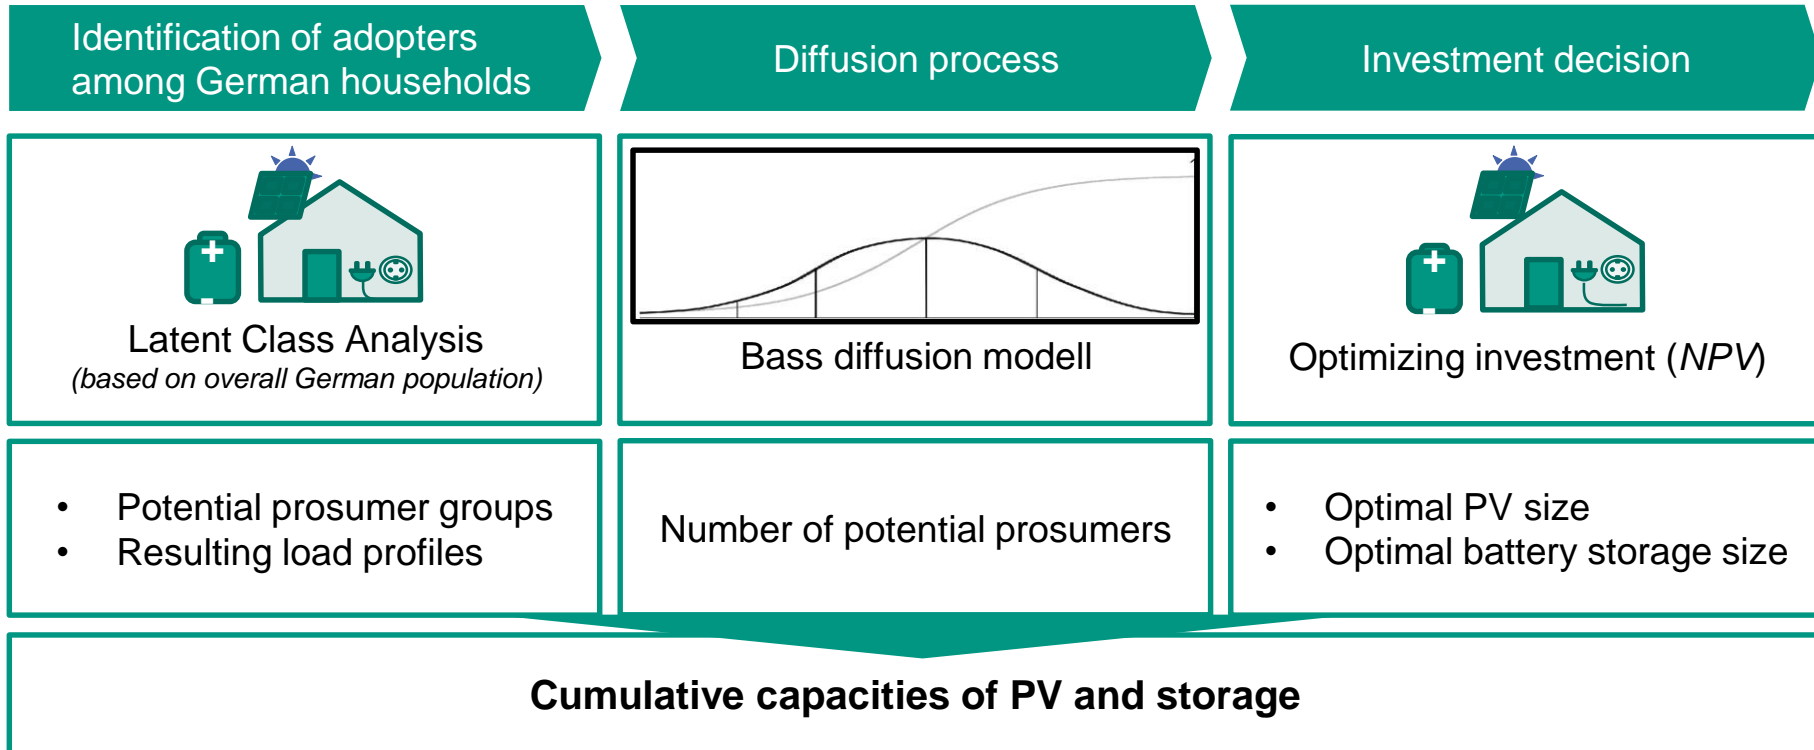 Identification of adopters
among German households
Diffusion process
Investment decision
Latent Class Analysis
(based on overall German population)
Bass diffusion modell
Optimizing investment (NPV)
• Potential prosumer groups
• Resulting load profiles
Number of potential prosumers
• Optimal PV size
• Optimal battery storage size
Cumulative capacities of PV and storage